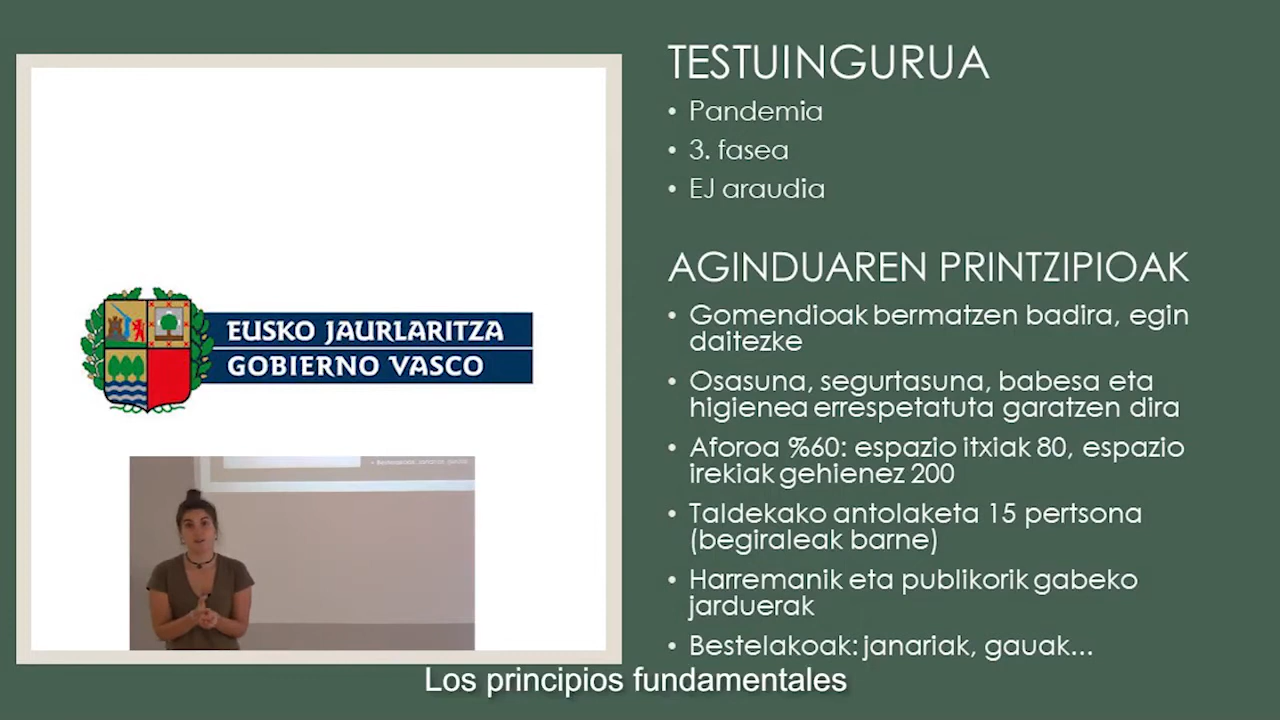 TESTUINGURUA
• Pandemia
• 3. fasea
• EJ araudia
AGINDUAREN PRINTZIPIOAK
• Gomendioak bermatzen badira, egin
daitezke
• Osasuna, segurtasuna, babesa eta
higienea errespetatuta garatzen dira
• Aforoa %60: espazio itxiak 80, espazio
irekiak gehienez 200
• Taldekako antolaketa 15 pertsona
(begiraleak barne)
• Harremanik eta publikorik gabeko
jarduerak
• Bestelakoak: janariak, gauak...
EUSKO JAURLARITZA
GOBIERNO VASCO
Los principios fundamentales